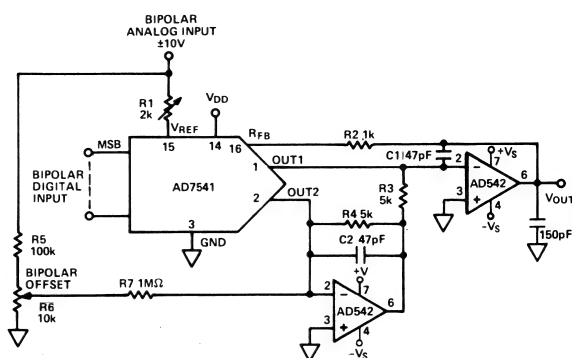 BIPOLAR
ANALOG INPUT
±10V
R1
2k
VREF
VDD
RFB
R2 1k
C1 47pF
+VS
MSB
15
14
16
1
OUT1
2
7
6
VOUT
BIPOLAR
DIGITAL
INPUT
AD7541
2
OUT2
R3
5k
3
AD542
4
-VS
150pF
R4 5k
3
GND
C2 47pF
R5
100k
BIPOLAR
OFFSET
R6
10k
R7 1MΩ
+V
2
7
AD542
6
3
4
-VS